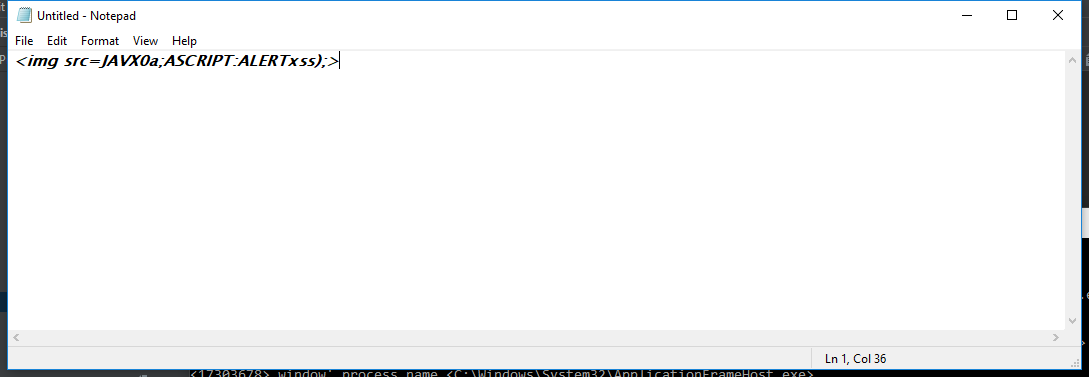 Untitled - Notepad
File Edit Format View Help
<img src=JAVX0a;ASCRIPT:ALERTxss);>
Ln 1, Col 36
<17303678> window' process name <C:\Windows\System32\ApplicationFrameHost.exe>